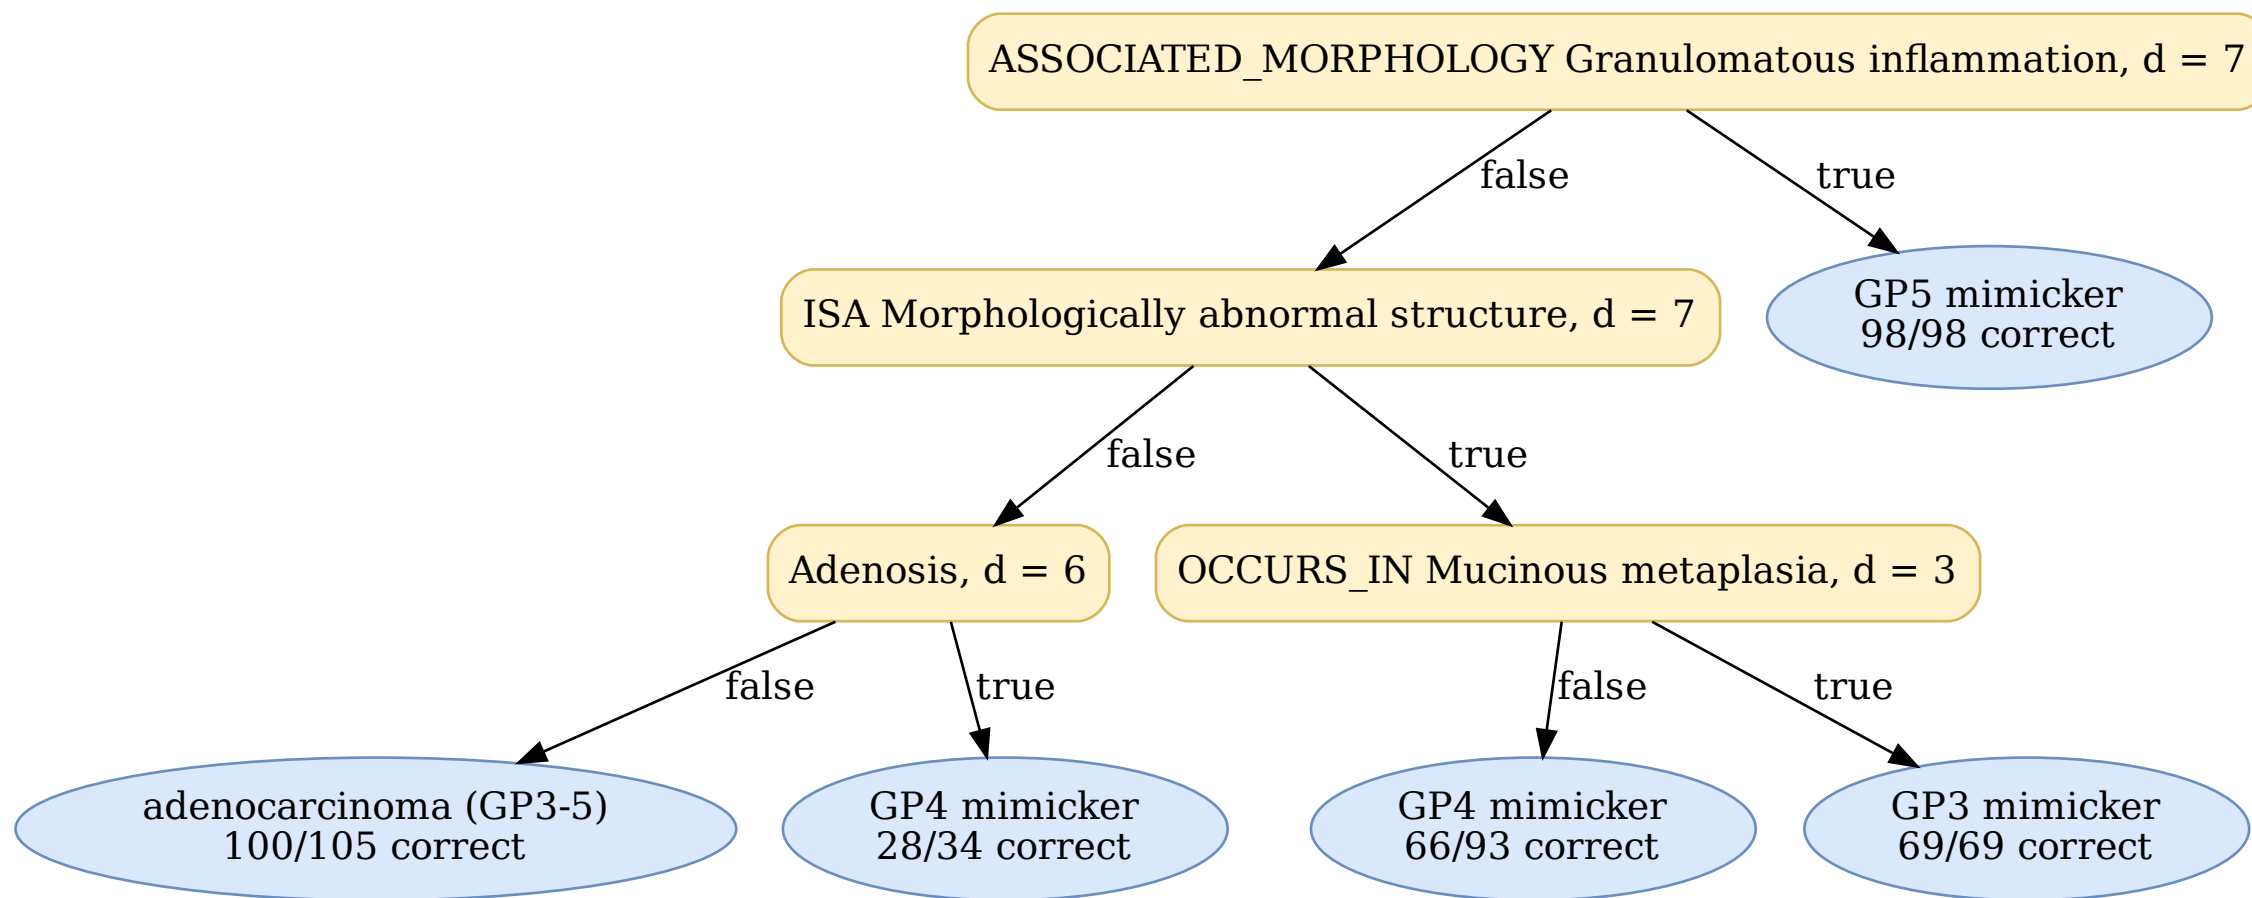 ASSOCIATED_MORPHOLOGY Granulomatous inflammation, d = 7
false
true
ISA Morphologically abnormal structure, d = 7
GP5 mimicker
98/98 correct
false
true
Adenosis, d = 6
OCCURS_IN Mucinous metaplasia, d = 3
false
true
false
true
adenocarcinoma (GP3-5)
100/105 correct
GP4 mimicker
28/34 correct
GP4 mimicker
66/93 correct
GP3 mimicker
69/69 correct